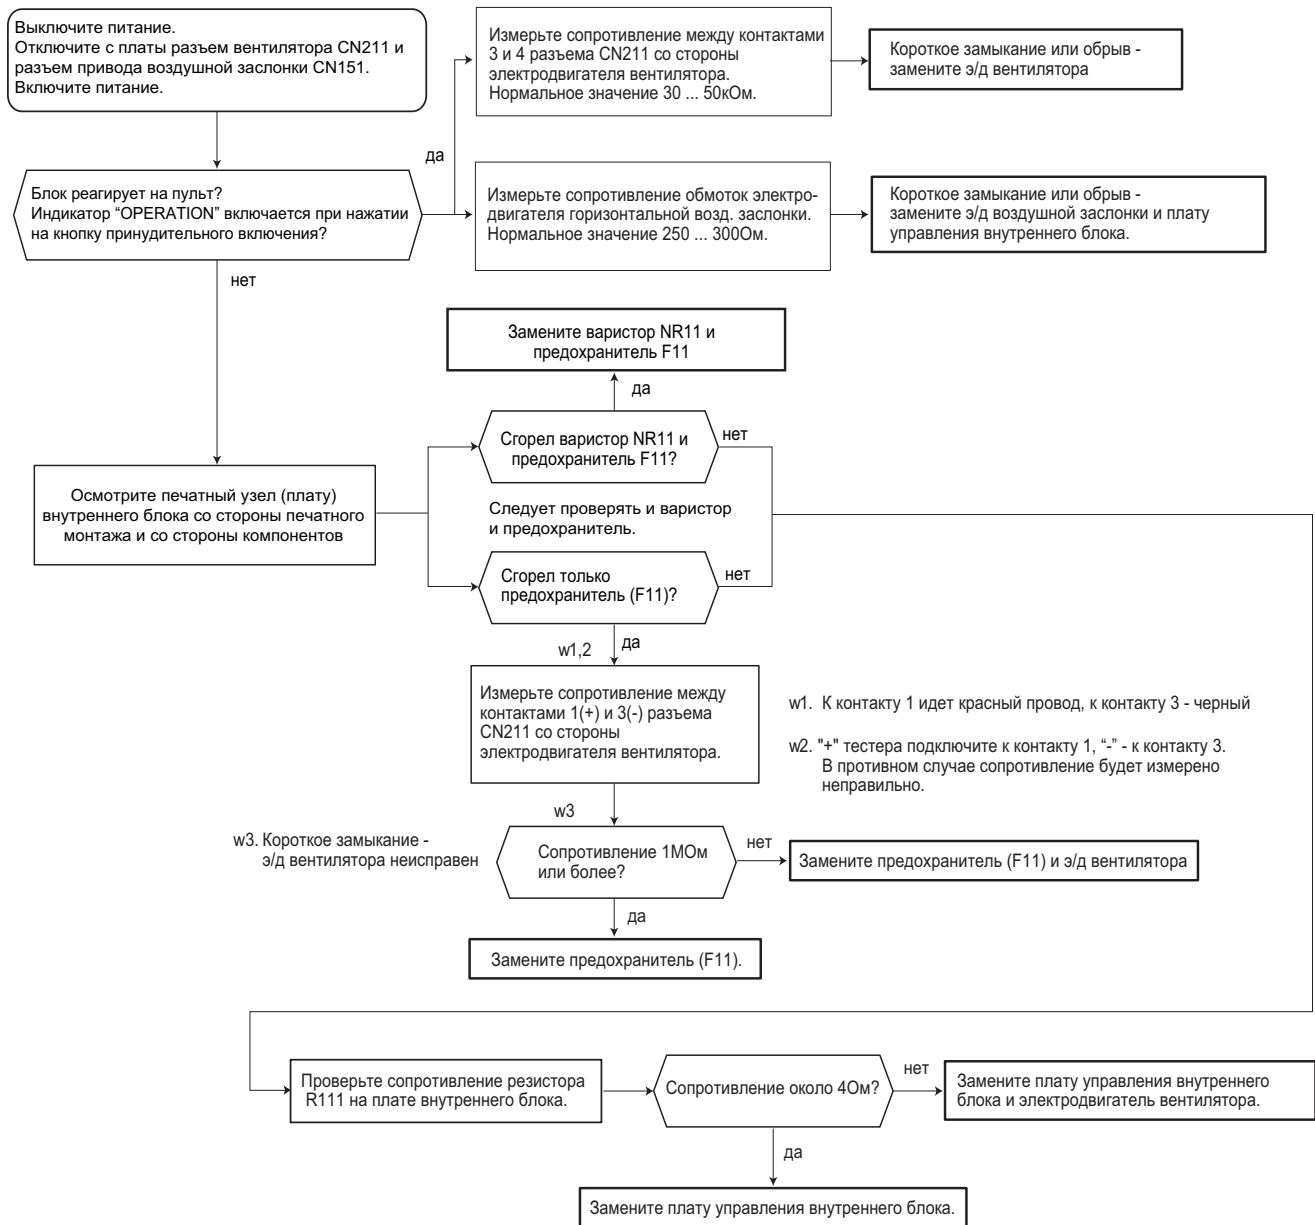 Выключите питание.
Отключите с платы разъем вентилятора CN211 и
разъем привода воздушной заслонки CN151.
Включите питание.
Измерьте сопротивление между контактами
3 и 4 разъема CN211 со стороны
электродвигателя вентилятора.
Нормальное значение 30 ... 50кОм.
Короткое замыкание или обрыв -
замените э/д вентилятора
да
Блок реагирует на пульт?
Индикатор “OPERATION” включается при нажатии
на кнопку принудительного включения?
Измерьте сопротивление обмоток электро-
двигателя горизонтальной возд. заслонки.
Нормальное значение 250 ... 300Ом.
Короткое замыкание или обрыв -
замените э/д воздушной заслонки и плату
управления внутреннего блока.
нет
Замените варистор NR11 и
предохранитель F11
да
Сгорел варистор NR11 и
предохранитель F11?
нет
Осмотрите печатный узел (плату)
внутреннего блока со стороны печатного
монтажа и со стороны компонентов
Следует проверять и варистор
и предохранитель.
Сгорел только
предохранитель (F11)?
нет
да
w1,2
Измерьте сопротивление между
контактами 1(+) и 3(-) разъема
CN211 со стороны
электродвигателя вентилятора.
w1. К контакту 1 идет красный провод, к контакту 3 - черный
w2. "+" тестера подключите к контакту 1, “-” - к контакту 3.
В противном случае сопротивление будет измерено
неправильно.
w3
w3. Короткое замыкание -
э/д вентилятора неисправен
Сопротивление 1МОм
или более?
нет
Замените предохранитель (F11) и э/д вентилятора
да
Замените предохранитель (F11).
Проверьте сопротивление резистора
R111 на плате внутреннего блока.
Сопротивление около 4Ом?
нет
Замените плату управления внутреннего
блока и электродвигатель вентилятора.
да
Замените плату управления внутреннего блока.